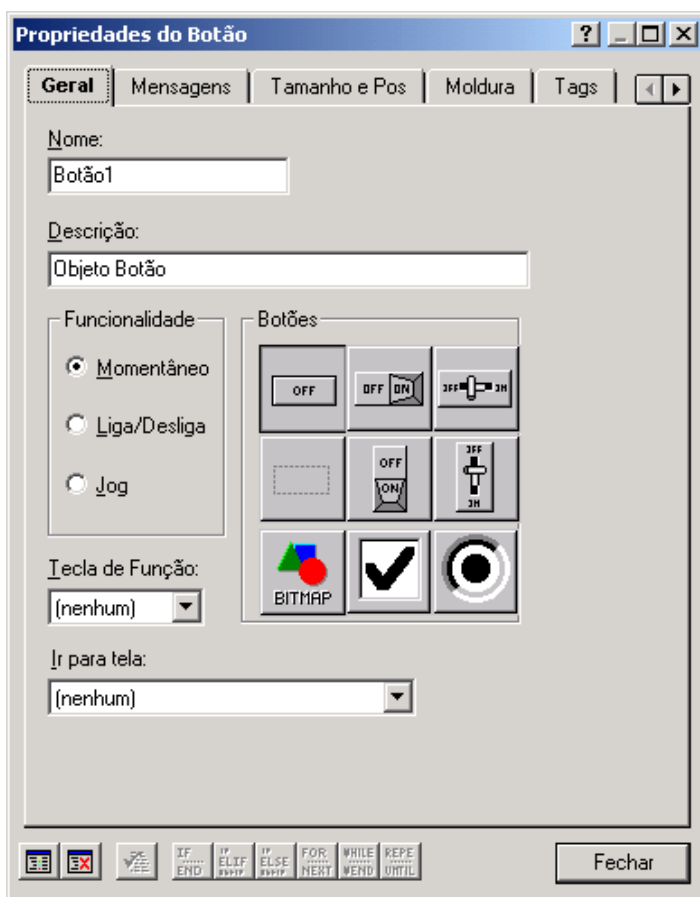 Propriedades do Botão
Geral Mensagens Tamanho e Pos Moldura Tags
Nome:
Botão1
Descrição:
Objeto Botão
Funcionalidade
Momentâneo
Liga/Desliga
Jog
Botões
OFF
OFF ON
OFF
ON
BITMAP
Tecla de Função:
(nenhum)
Ir para tela:
(nenhum)
IF END
ELIF
ELSE
FOR NEXT
WHILE WEND
REPE UNTIL
Fechar